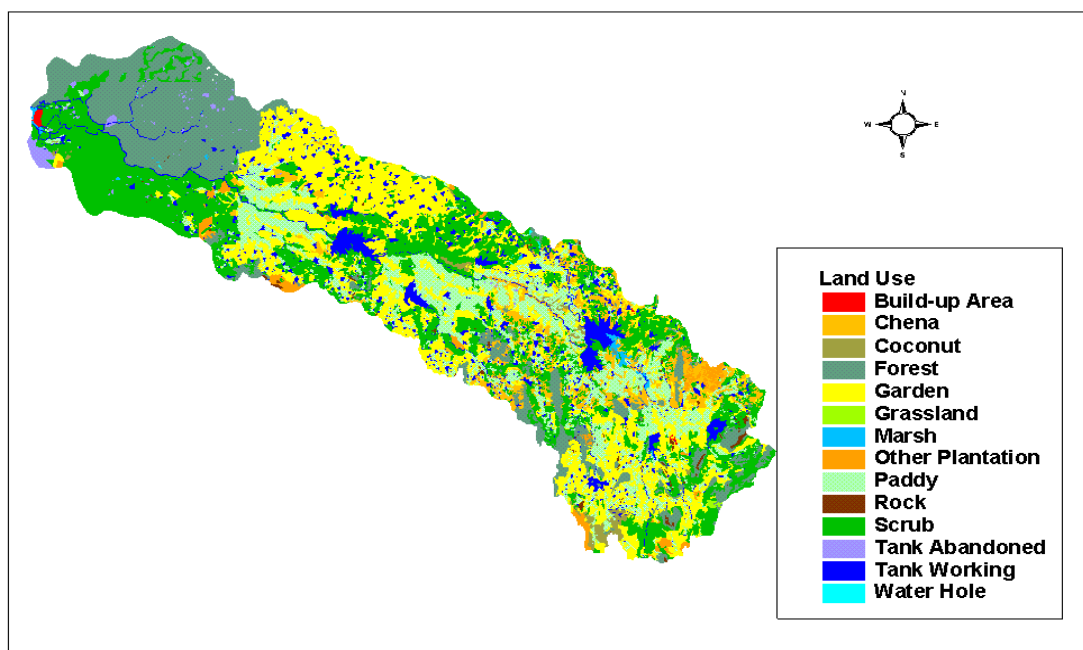 N
W E
S
Land Use
Build-up Area
Chena
Coconut
Forest
Garden
Grassland
Marsh
Other Plantation
Paddy
Rock
Scrub
Tank Abandoned
Tank Working
Water Hole